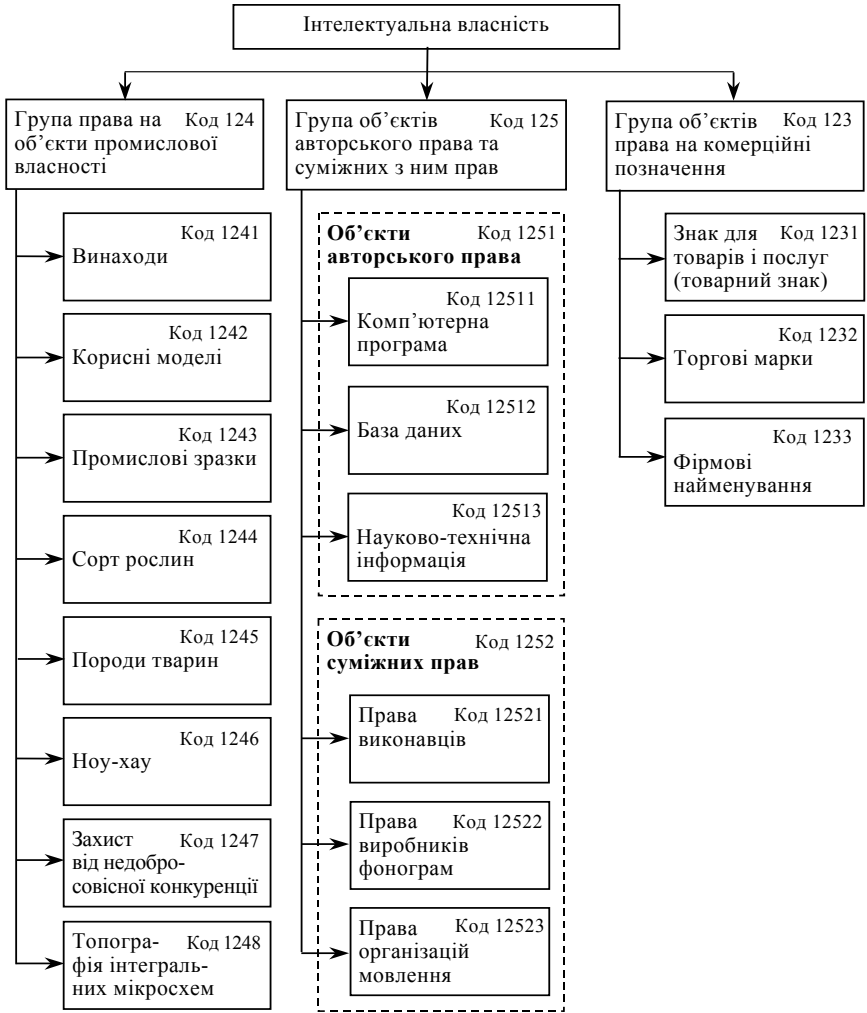 Інтелектуальна власність
Група права на Код 124
об’єкти промислової
власності
Код 1241
Винаходи
Код 1242
Корисні моделі
Код 1243
Промислові зразки
Код 1244
Сорт рослин
Код 1245
Породи тварин
Код 1246
Ноу-хау
Захист Код 1247
від недобро-
совісної конкуренції
Топогра- Код 1248
фія інтеграль-
них мікросхем
Група об’єктів Код 125
авторського права та
суміжних з ним прав
Об’єкти Код 1251
авторського права
Код 12511
Комп’ютерна
програма
Код 12512
База даних
Код 12513
Науково-технічна
інформація
Об’єкти Код 1252
суміжних прав
Права Код 12521
виконавців
Права Код 12522
виробників
фонограм
Права Код 12523
організацій
мовлення
Код 123
Група об’єктів
права на комерційні
позначення
Знак для Код 1231
товарів і послуг
(товарний знак)
Код 1232
Торгові марки
Код 1233
Фірмові
найменування